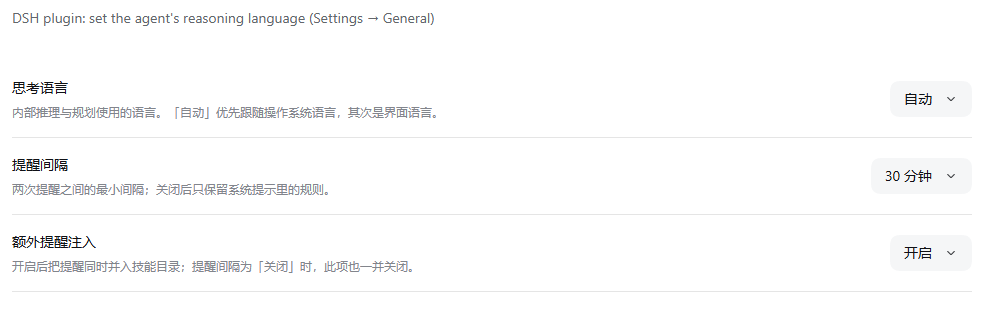 DSH plugin: set the agent's reasoning language (Settings → General)
思考语言
内部推理与规划使用的语言。「自动」优先跟随操作系统语言，其次是界面语言。
自动
提醒间隔
两次提醒之间的最小间隔；关闭后只保留系统提示里的规则。
30 分钟
额外提醒注入
开启后把提醒同时并入技能目录；提醒间隔为「关闭」时，此项也一并关闭。
开启